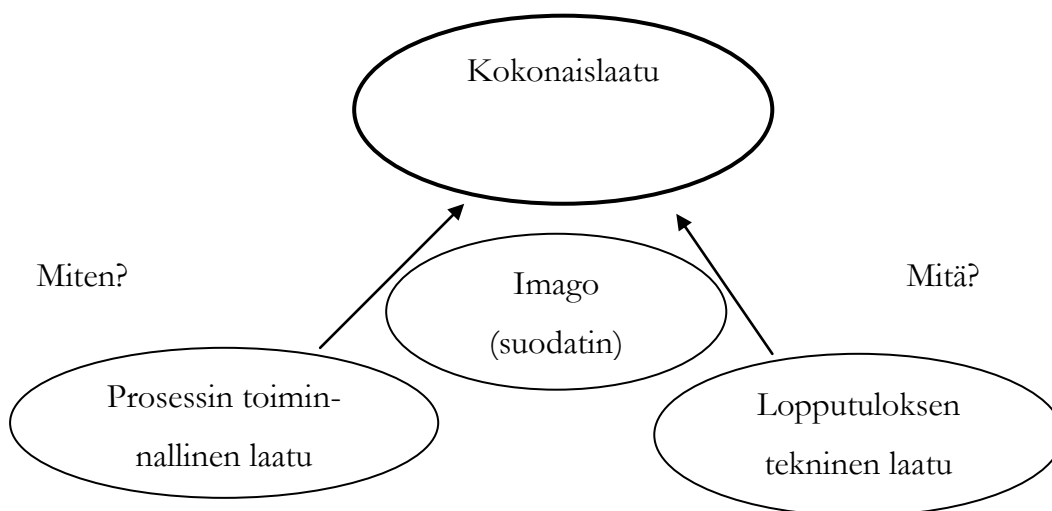 Kokonaislaatu
Miten?
Imago
(suodatin)
Mitä?
Prosessin toimin-
nallinen laatu
Lopputuloksen
tekninen laatu